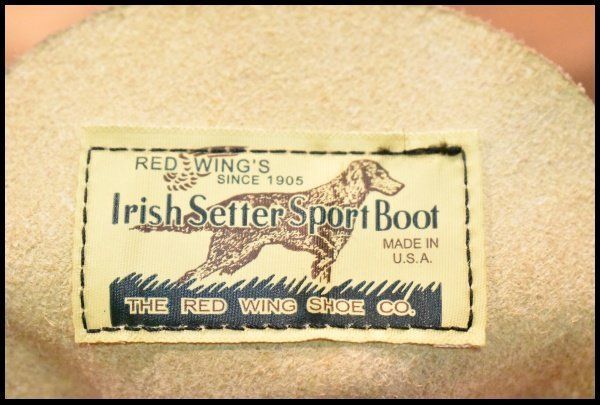 RED WING'S
SINCE 1905
Irish Setter Sport Boot
MADE IN
U.S.A.
THE RED WING SHOE CO.